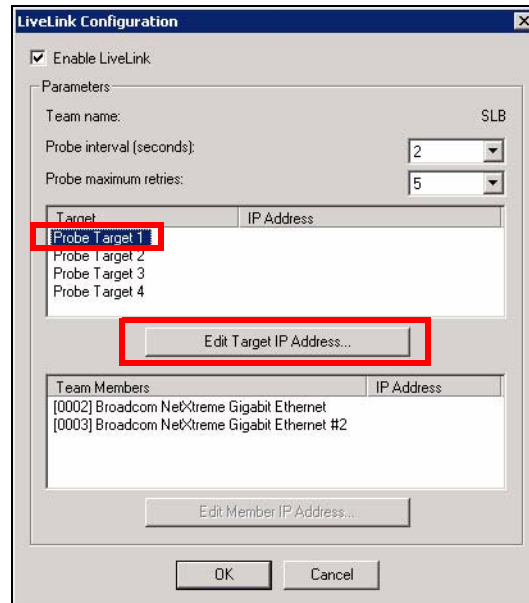 LiveLink Configuration
Enable LiveLink
Parameters
Team name: SLB
Probe interval (seconds): 2
Probe maximum retries: 5
Target IP Address
Probe Target 1
Probe Target 2
Probe Target 3
Probe Target 4
Edit Target IP Address...
Team Members IP Address
[0002] Broadcom NetXtreme Gigabit Ethernet
[0003] Broadcom NetXtreme Gigabit Ethernet #2
Edit Member IP Address...
OK Cancel